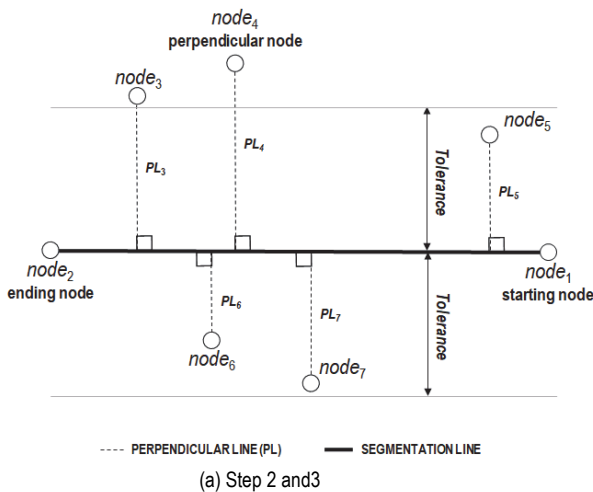 node4
perpendicular node
node3
node5
PL3
PL4
Tolerance
PL5
node2
ending node
node1
starting node
PL6
PL7
Tolerance
node6
node7
PERPENDICULAR LINE (PL)
SEGMENTATION LINE
(a) Step 2 and3